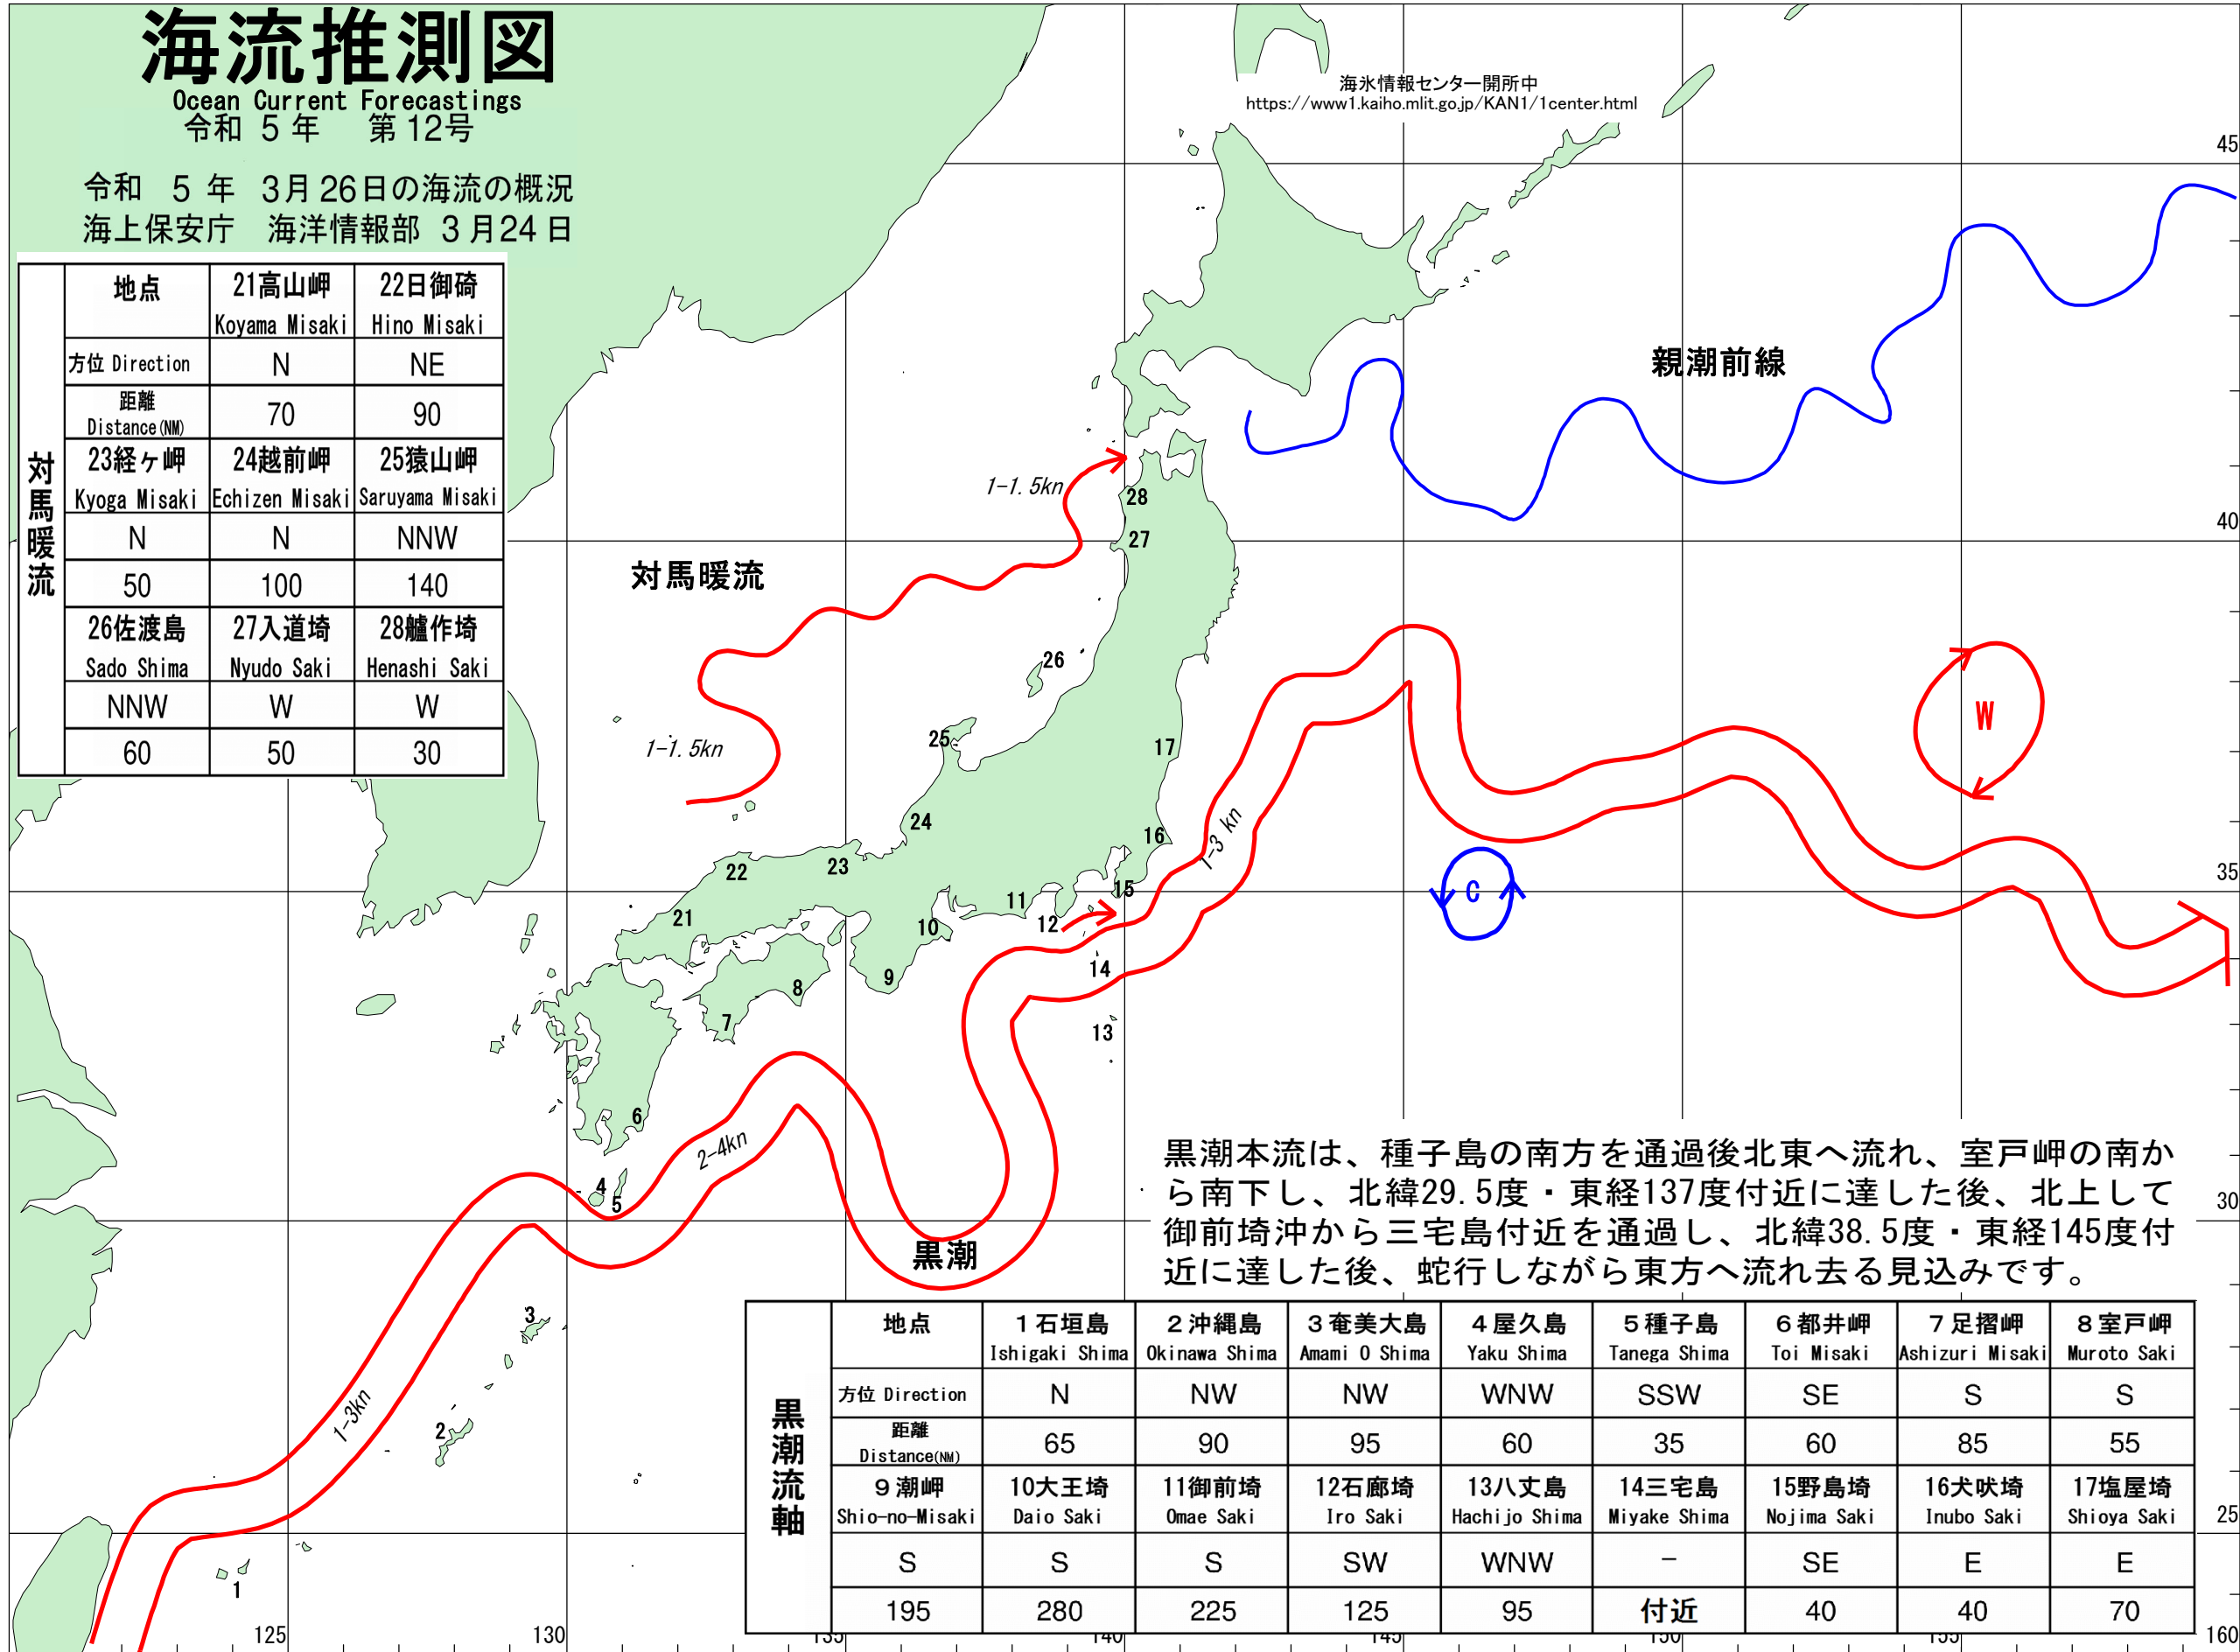 海流推測図
Ocean Current Forecastings
令和 5 年 第 12号
令和 5 年 3月 26日の海流の概況
海上保安庁 海洋情報部 3 月24 日
海氷情報センター開所中
https://www1.kaiho.mlit.go.jp/KAN1/1center.html
対馬暖流
地点 21高山岬 22日御碕
Koyama Misaki Hino Misaki
方位 Direction N NE
距離 Distance(NM) 70 90
23経ヶ岬 24越前岬 25猿山岬
Kyoga Misaki Echizen Misaki Saruyama Misaki
N N NNW
50 100 140
26佐渡島 27入道埼 28艫作埼
Sado Shima Nyudo Saki Henashi Saki
NNW W W
60 50 30
45
親潮前線
40
1-1.5kn
28
27
対馬暖流
26
25
1-1.5kn
17
W
24
16
1-3 kn
22
23
35
21
11
15
C
12
10
14
9
8
13
7
6
2-4kn
4
5
30
黒潮
3
1-3kn
2
25
1
黒潮本流は、種子島の南方を通過後北東へ流れ、室戸岬の南か
ら南下し、北緯29.5度・東経137度付近に達した後、北上して
御前埼沖から三宅島付近を通過し、北緯38.5度・東経145度付
近に達した後、蛇行しながら東方へ流れ去る見込みです。
黒潮流軸
地点 1石垣島 2沖縄島 3奄美大島 4屋久島 5種子島 6都井岬 7足摺岬 8室戸岬
Ishigaki Shima Okinawa Shima Amami O Shima Yaku Shima Tanega Shima Toi Misaki Ashizuri Misaki Muroto Saki
方位 Direction N NW NW WNW SSW SE S S
距離 Distance(NM) 65 90 95 60 35 60 85 55
9潮岬 10大王埼 11御前埼 12石廊埼 13八丈島 14三宅島 15野島埼 16犬吠埼 17塩屋埼
Shio-no-Misaki Daio Saki Omae Saki Iro Saki Hachijo Shima Miyake Shima Nojima Saki Inubo Saki Shioya Saki
S S S SW WNW − SE E E
195 280 225 125 95 付近 40 40 70
125 130 135 140 145 150 155 160